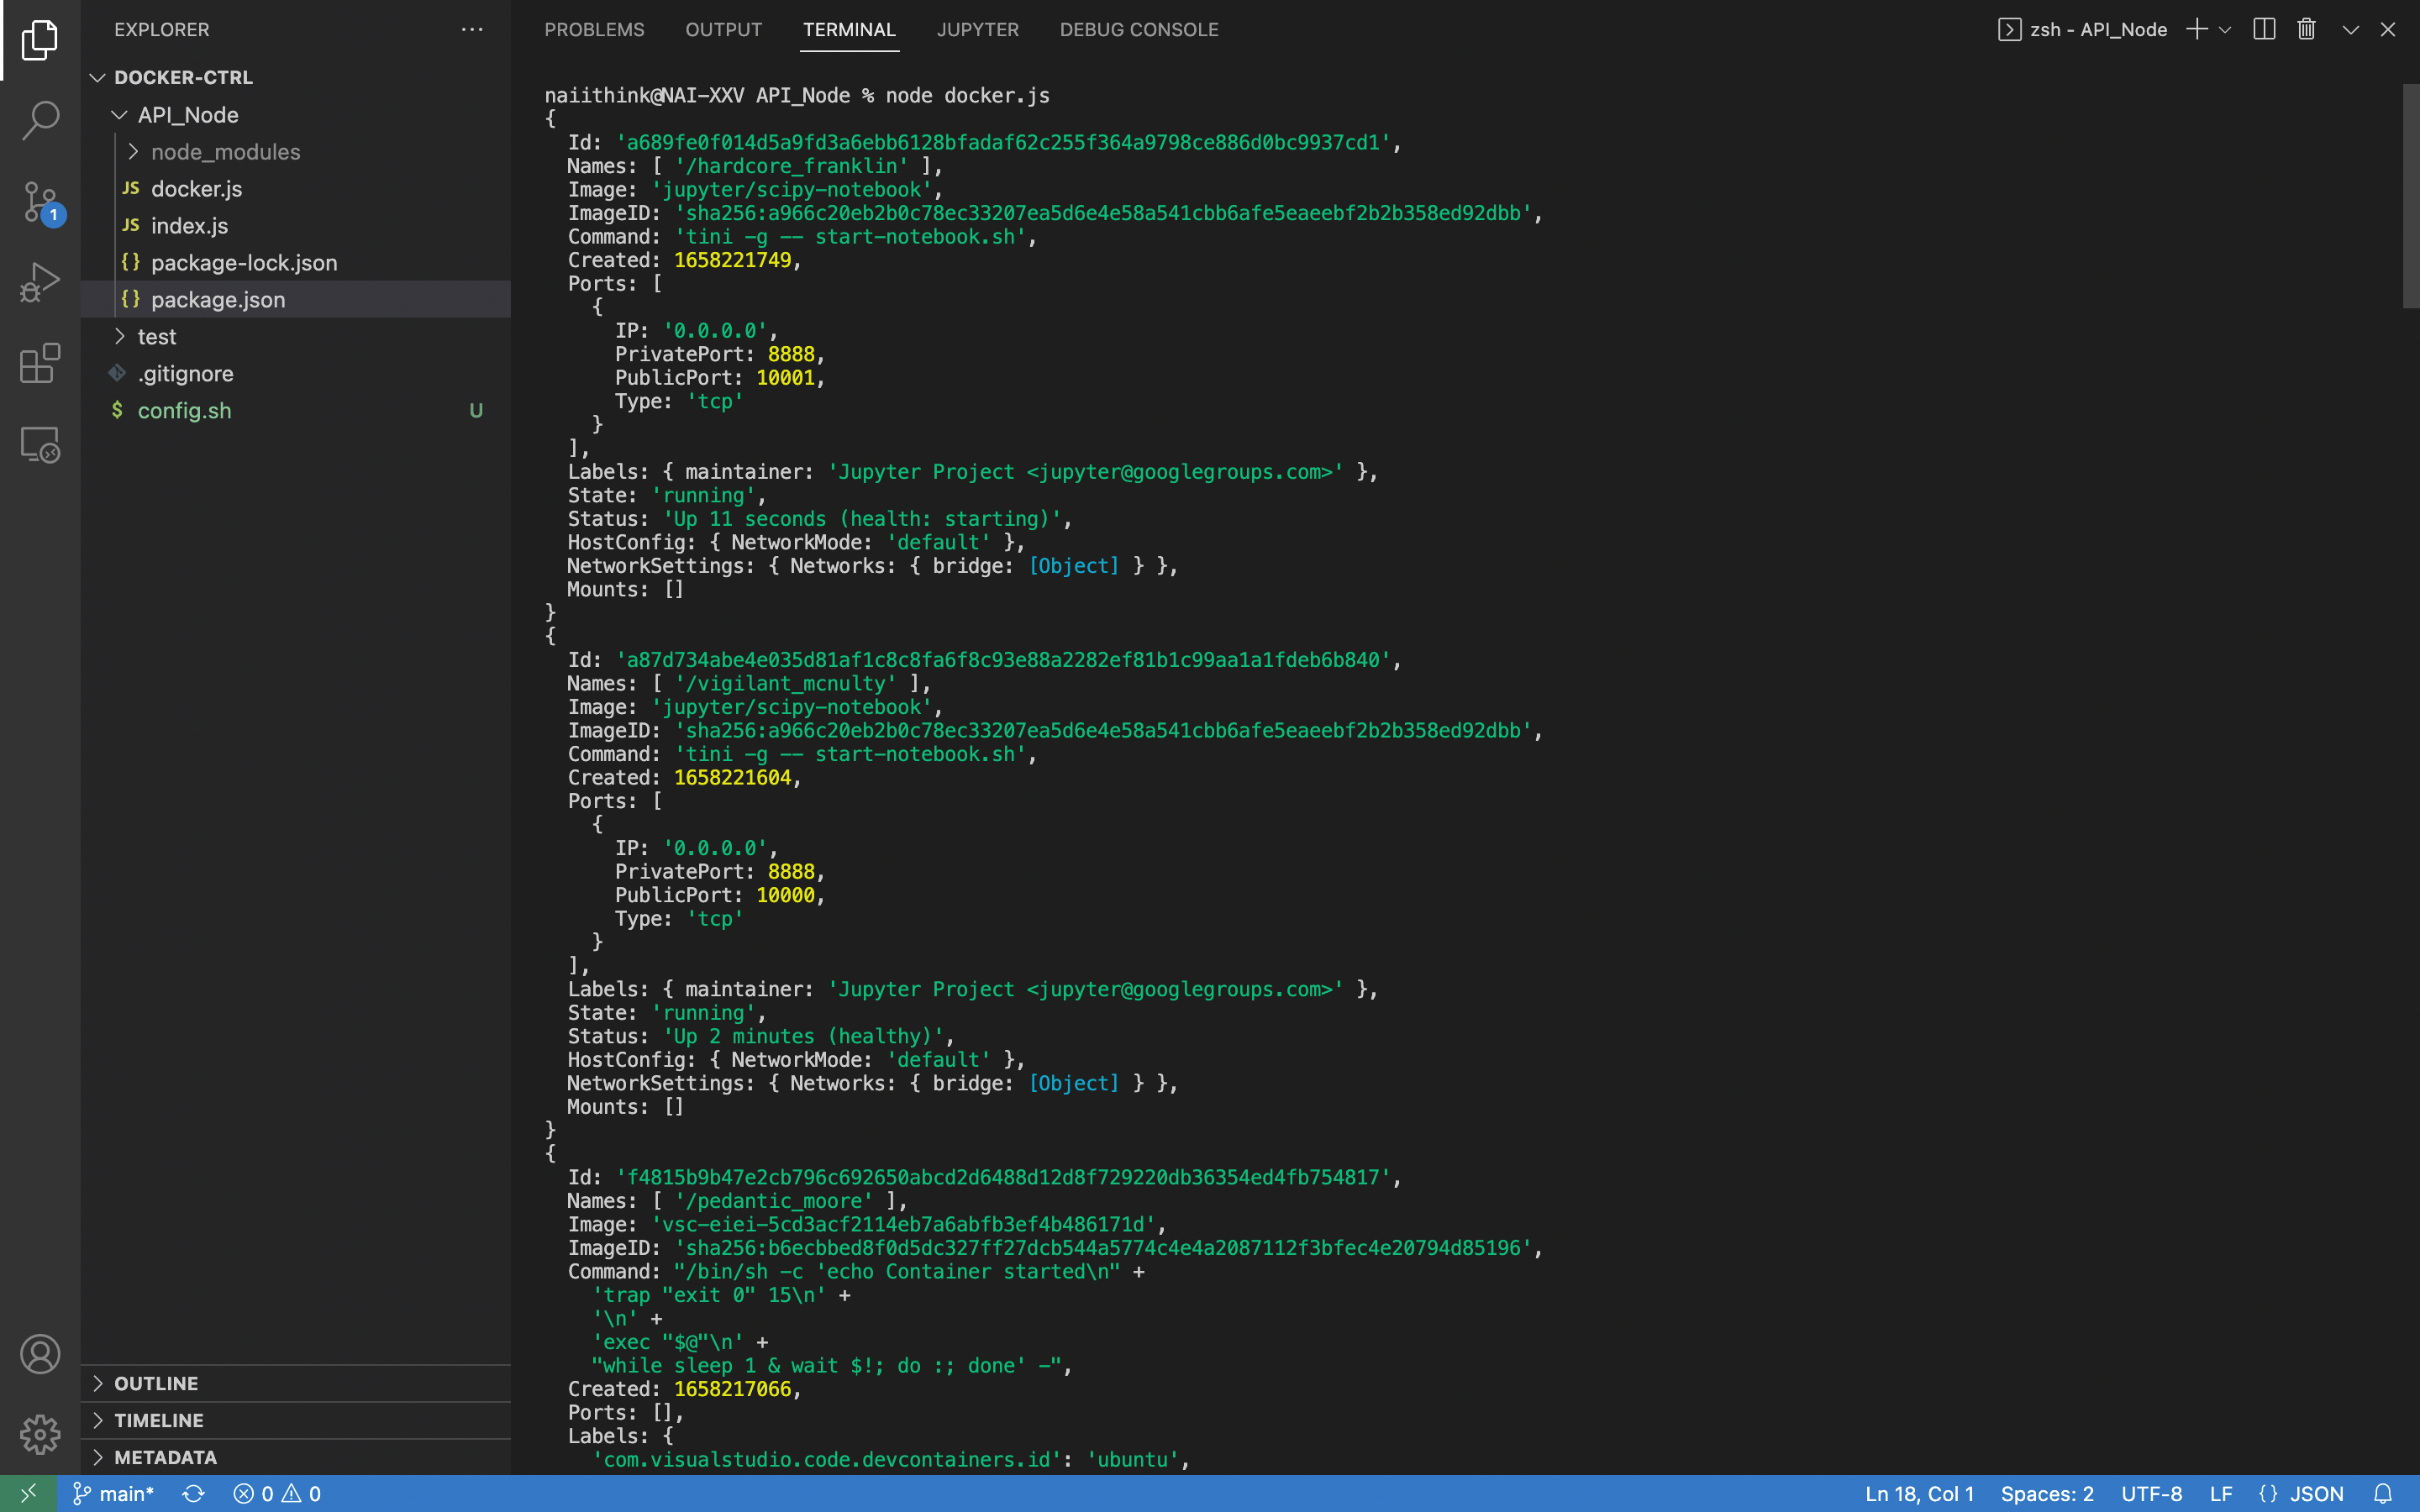 EXPLORER
DOCKER-CTRL
API_Node
node_modules
JS docker.js
JS index.js
{} package-lock.json
{} package.json
test
.gitignore
$ config.sh U
1
OUTLINE
TIMELINE
METADATA
PROBLEMS OUTPUT TERMINAL JUPYTER DEBUG CONSOLE
zsh - API_Node
naiithink@NAI-XXV API_Node % node docker.js
{
  Id: 'a689fe0f014d5a9fd3a6ebb6128bfadaf62c255f364a9798ce886d0bc9937cd1',
  Names: [ '/hardcore_franklin' ],
  Image: 'jupyter/scipy-notebook',
  ImageID: 'sha256:a966c20eb2b0c78ec33207ea5d6e4e58a541cbb6afe5eaeebf2b2b358ed92dbb',
  Command: 'tini -g -- start-notebook.sh',
  Created: 1658221749,
  Ports: [
    {
      IP: '0.0.0.0',
      PrivatePort: 8888,
      PublicPort: 10001,
      Type: 'tcp'
    }
  ],
  Labels: { maintainer: 'Jupyter Project <jupyter@googlegroups.com>' },
  State: 'running',
  Status: 'Up 11 seconds (health: starting)',
  HostConfig: { NetworkMode: 'default' },
  NetworkSettings: { Networks: { bridge: [Object] } },
  Mounts: []
}
{
  Id: 'a87d734abe4e035d81af1c8c8fa6f8c93e88a2282ef81b1c99aa1a1fdeb6b840',
  Names: [ '/vigilant_mcnulty' ],
  Image: 'jupyter/scipy-notebook',
  ImageID: 'sha256:a966c20eb2b0c78ec33207ea5d6e4e58a541cbb6afe5eaeebf2b2b358ed92dbb',
  Command: 'tini -g -- start-notebook.sh',
  Created: 1658221604,
  Ports: [
    {
      IP: '0.0.0.0',
      PrivatePort: 8888,
      PublicPort: 10000,
      Type: 'tcp'
    }
  ],
  Labels: { maintainer: 'Jupyter Project <jupyter@googlegroups.com>' },
  State: 'running',
  Status: 'Up 2 minutes (healthy)',
  HostConfig: { NetworkMode: 'default' },
  NetworkSettings: { Networks: { bridge: [Object] } },
  Mounts: []
}
{
  Id: 'f4815b9b47e2cb796c692650abcd2d6488d12d8f729220db36354ed4fb754817',
  Names: [ '/pedantic_moore' ],
  Image: 'vsc-eiei-5cd3acf2114eb7a6abfb3ef4b486171d',
  ImageID: 'sha256:b6ecbbed8f0d5dc327ff27dcb544a5774c4e4a2087112f3bfec4e20794d85196',
  Command: "/bin/sh -c 'echo Container started\n" +
    'trap "exit 0" 15\n' +
    '\n' +
    'exec "$@"\n' +
    "while sleep 1 & wait $!; do :; done' -",
  Created: 1658217066,
  Ports: [],
  Labels: {
    'com.visualstudio.code.devcontainers.id': 'ubuntu',
main* 0 0 Ln 18, Col 1 Spaces: 2 UTF-8 LF {} JSON